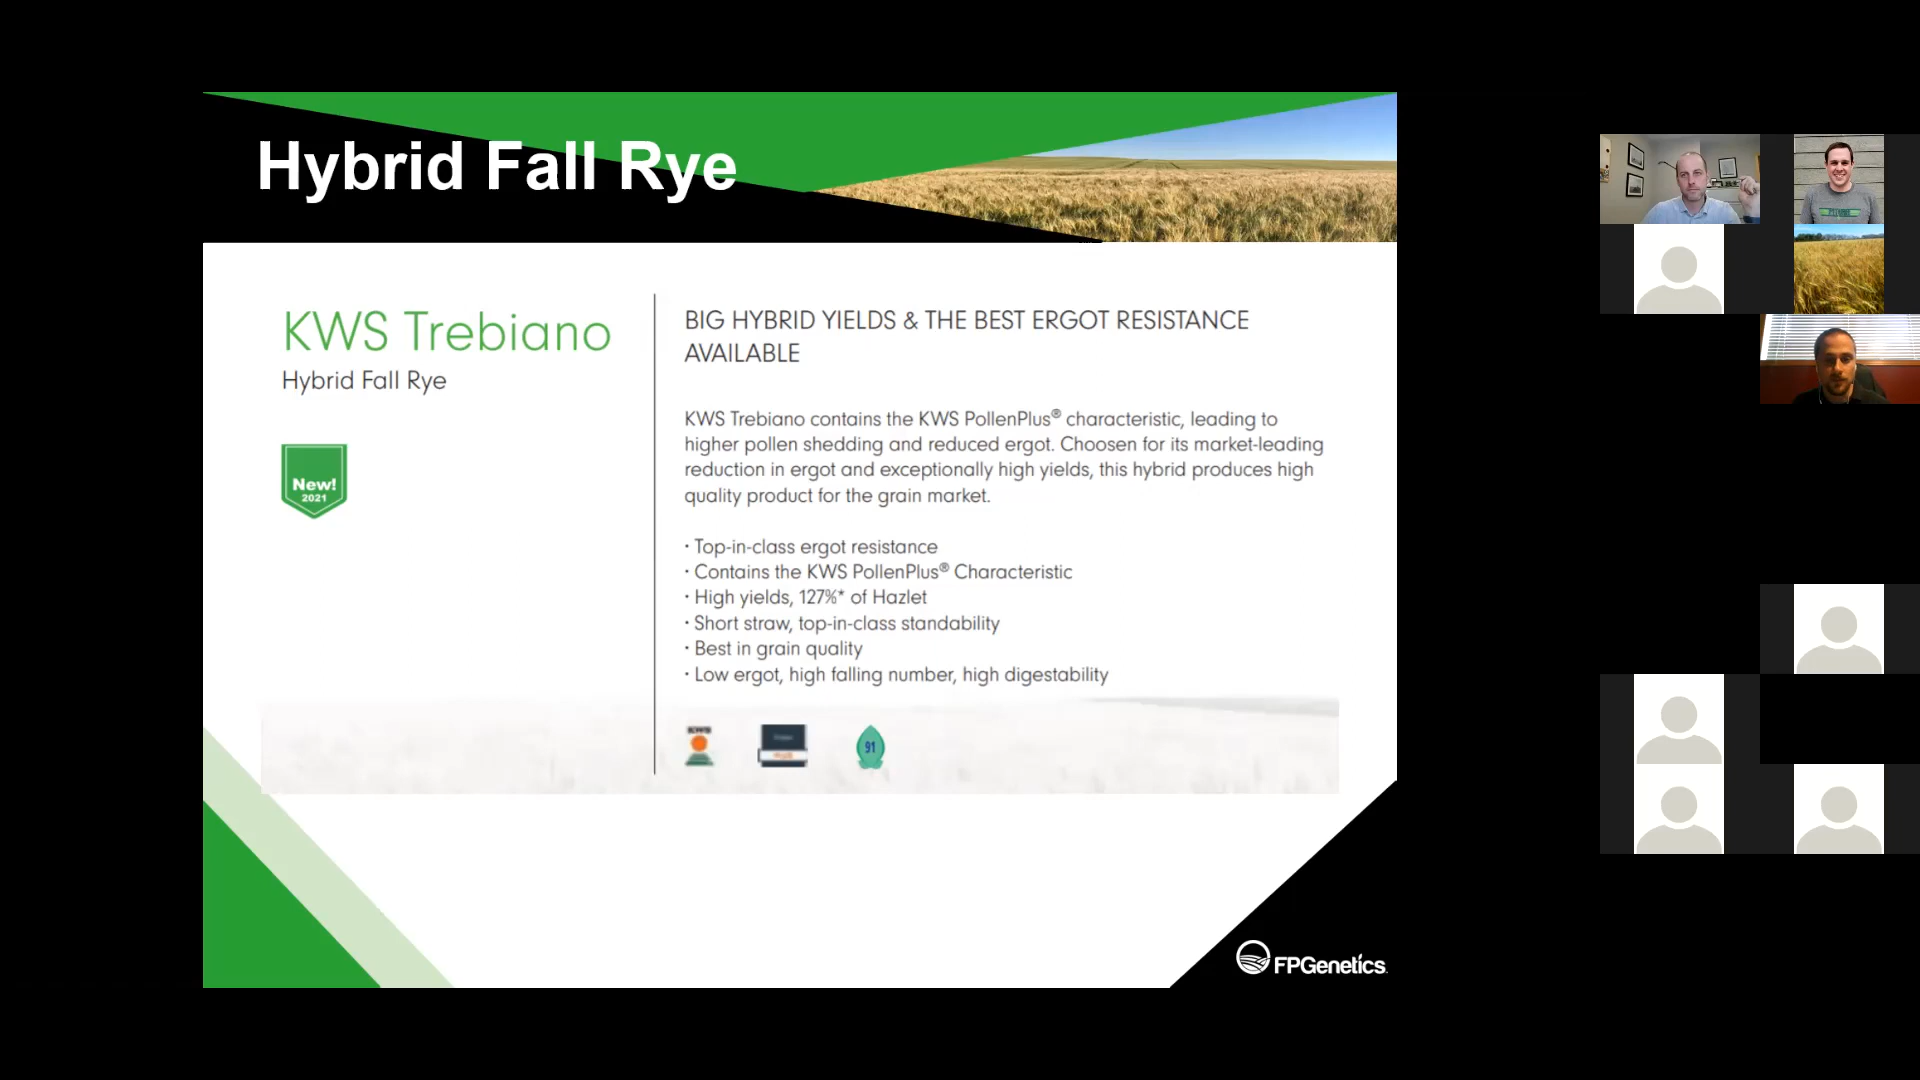 Hybrid Fall Rye
KWS Trebiano
Hybrid Fall Rye
New!
2021
BIG HYBRID YIELDS & THE BEST ERGOT RESISTANCE
AVAILABLE
KWS Trebiano contains the KWS PollenPlus® characteristic, leading to
higher pollen shedding and reduced ergot. Choosen for its market-leading
reduction in ergot and exceptionally high yields, this hybrid produces high
quality product for the grain market.
· Top-in-class ergot resistance
· Contains the KWS PollenPlus® Characteristic
· High yields, 127%* of Hazlet
· Short straw, top-in-class standability
· Best in grain quality
· Low ergot, high falling number, high digestability
KWS
91
FPGenetics.